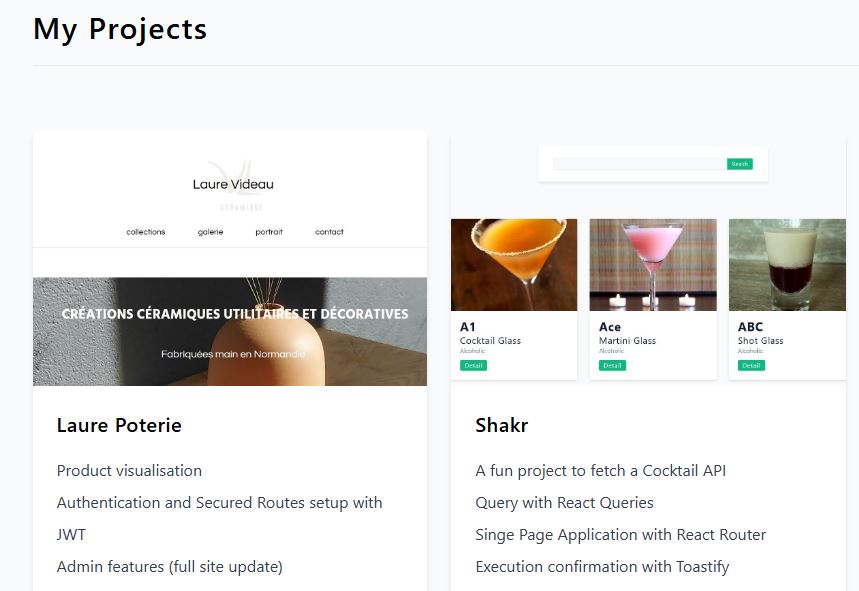 My Projects
Laure Videau
CÉRAMIQUE
collections galerie portrait contact
CRÉATIONS CÉRAMIQUES UTILITAIRES ET DÉCORATIVES
Fabriquées main en Normandie
Laure Poterie
Product visualisation
Authentication and Secured Routes setup with
JWT
Admin features (full site update)
Search
A1
Cocktail Glass
Alcoholic
Detail
Ace
Martini Glass
Alcoholic
Detail
ABC
Shot Glass
Alcoholic
Detail
Shakr
A fun project to fetch a Cocktail API
Query with React Queries
Singe Page Application with React Router
Execution confirmation with Toastify